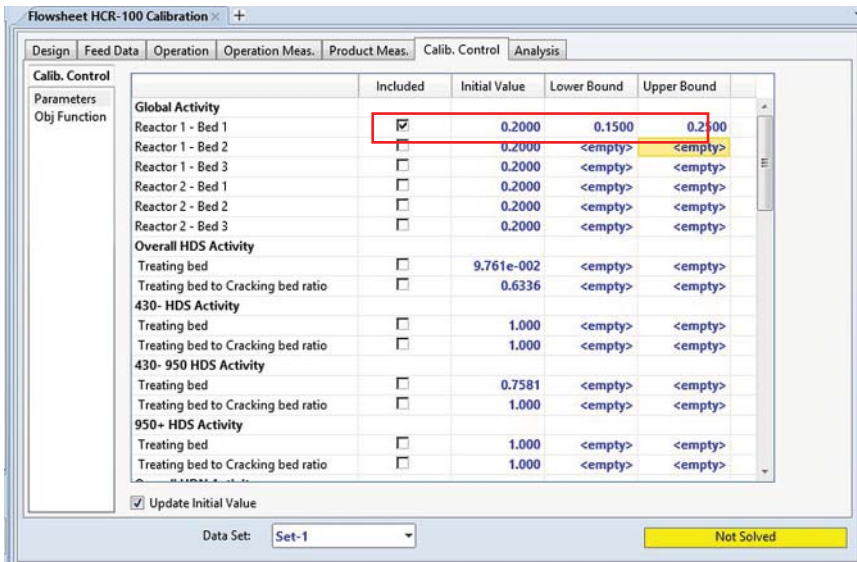 Flowsheet HCR-100 Calibration × +
Design Feed Data Operation Operation Meas. Product Meas. Calib. Control Analysis
Calib. Control
Parameters
Obj Function
Included Initial Value Lower Bound Upper Bound
Global Activity
Reactor 1 - Bed 1 0.2000 0.1500 0.2500
Reactor 1 - Bed 2 0.2000 <empty> <empty>
Reactor 1 - Bed 3 0.2000 <empty> <empty>
Reactor 2 - Bed 1 0.2000 <empty> <empty>
Reactor 2 - Bed 2 0.2000 <empty> <empty>
Reactor 2 - Bed 3 0.2000 <empty> <empty>
Overall HDS Activity
Treating bed 9.761e-002 <empty> <empty>
Treating bed to Cracking bed ratio 0.6336 <empty> <empty>
430- HDS Activity
Treating bed 1.000 <empty> <empty>
Treating bed to Cracking bed ratio 1.000 <empty> <empty>
430- 950 HDS Activity
Treating bed 0.7581 <empty> <empty>
Treating bed to Cracking bed ratio 1.000 <empty> <empty>
950+ HDS Activity
Treating bed 1.000 <empty> <empty>
Treating bed to Cracking bed ratio 1.000 <empty> <empty>
Update Initial Value
Data Set: Set-1 Not Solved